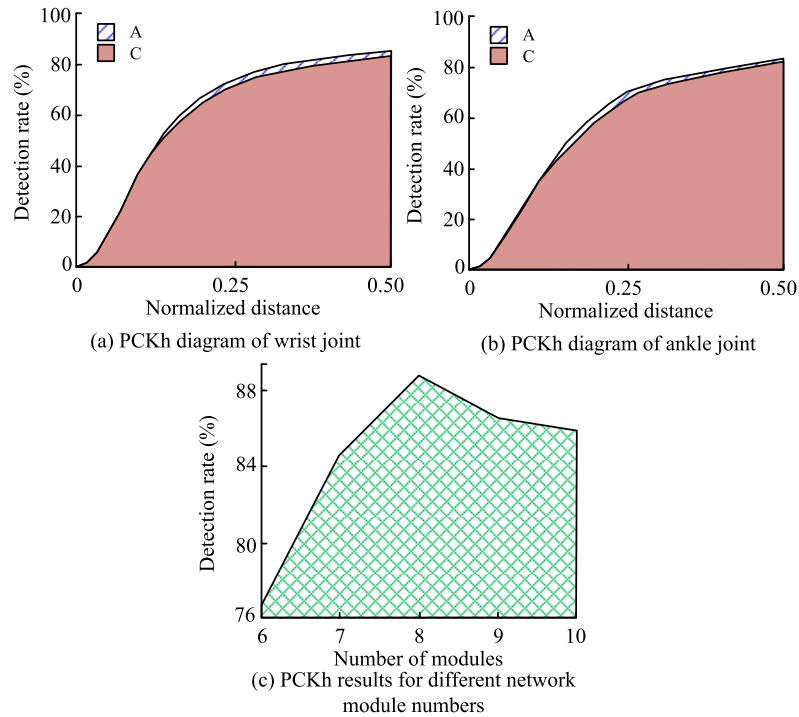 100
80
60
40
20
0
Detection rate (%)
A
C
0 0.25 0.50
Normalized distance
(a) PCKh diagram of wrist joint
100
80
60
40
20
0
Detection rate (%)
A
C
0 0.25 0.50
Normalized distance
(b) PCKh diagram of ankle joint
88
84
80
76
Detection rate (%)
6 7 8 9 10
Number of modules
(c) PCKh results for different network
module numbers